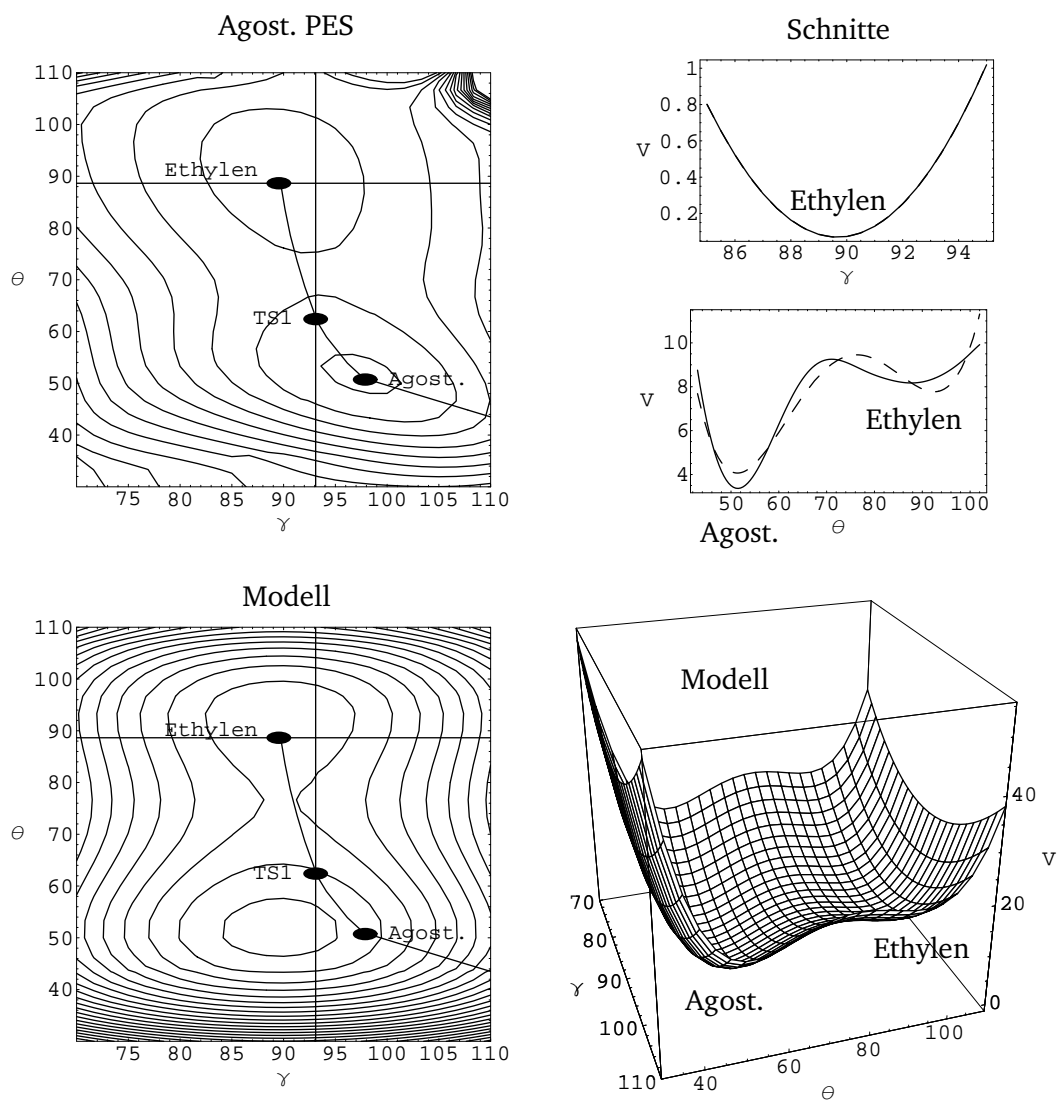 Agost. PES
110
100
90
80
70
60
50
40
θ
Ethylen
TS1
Agost.
75 80 85 90 95 100 105 110
γ
Schnitte
1
0.8
0.6
0.4
0.2
V
Ethylen
86 88 90 92 94
γ
10
8
6
4
V
Ethylen
50 60 70 80 90 100
θ
Agost.
Modell
110
100
90
80
70
60
50
40
θ
Ethylen
TS1
Agost.
75 80 85 90 95 100 105 110
γ
Modell
40
V
20
0
70
80
90
100
110
γ
Ethylen
Agost.
40 60 80 100
θ